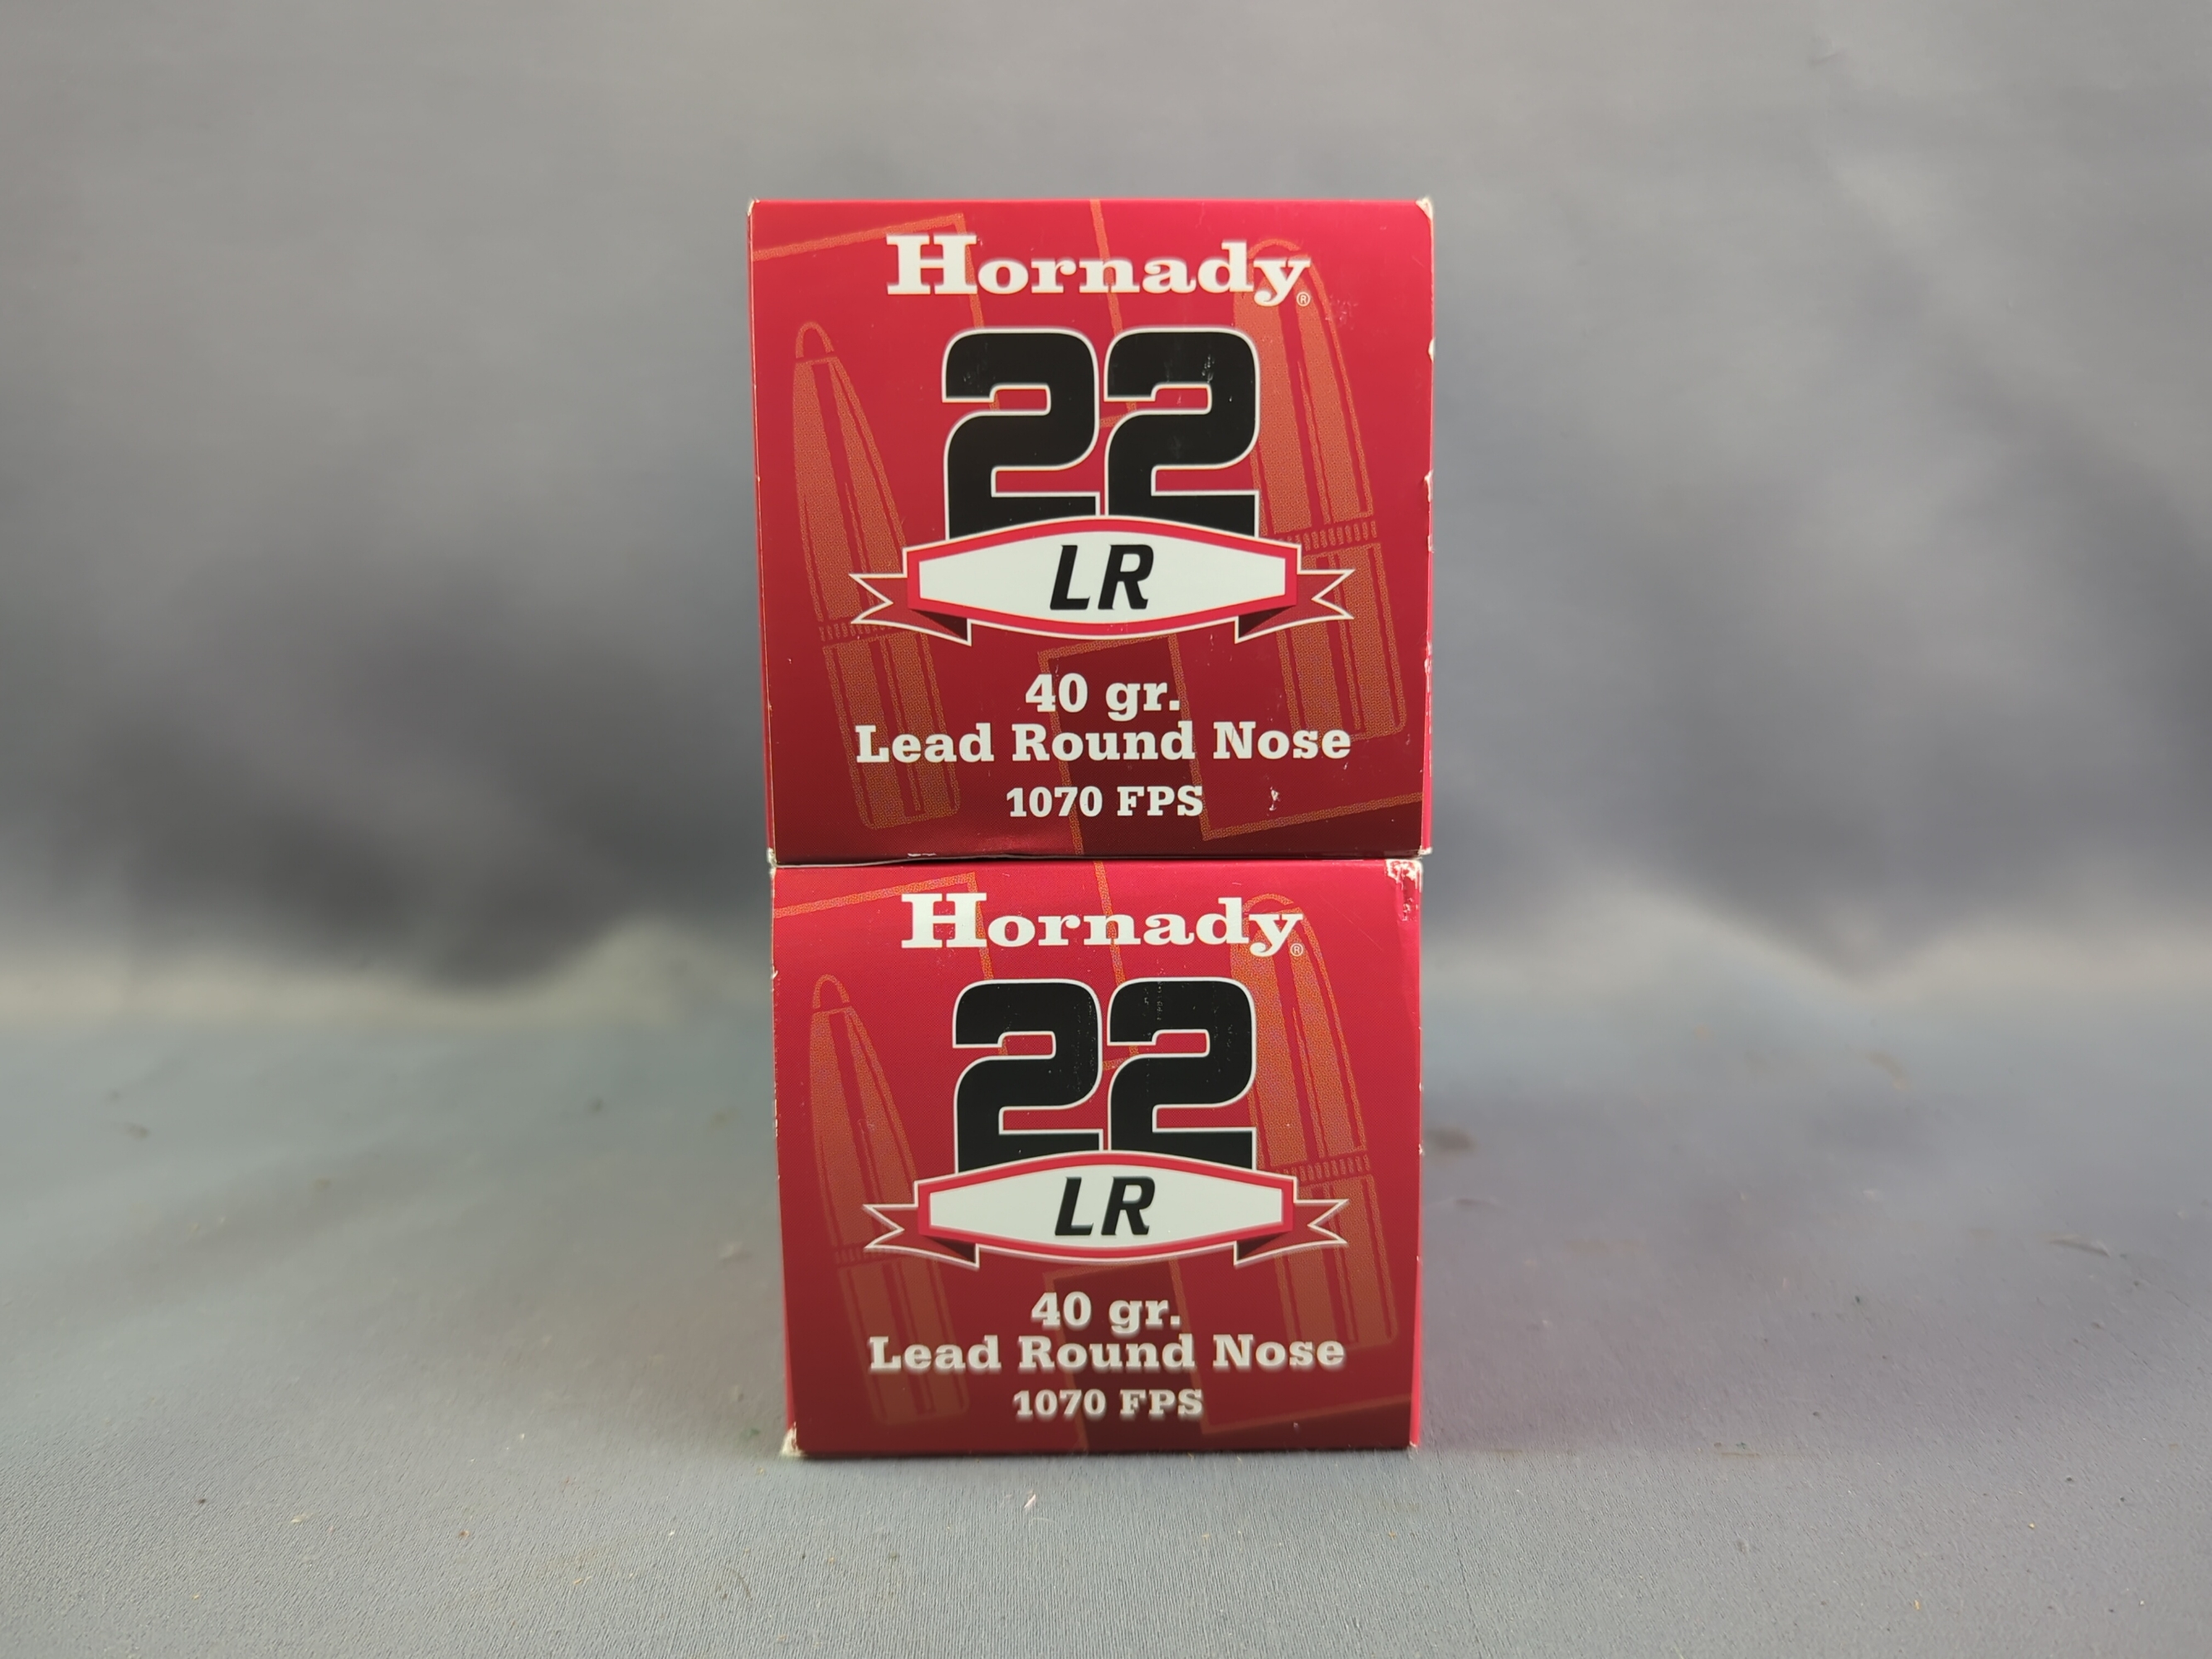 Hornady®
22
LR
40 gr.
Lead Round Nose
1070 FPS
Hornady®
22
LR
40 gr.
Lead Round Nose
1070 FPS